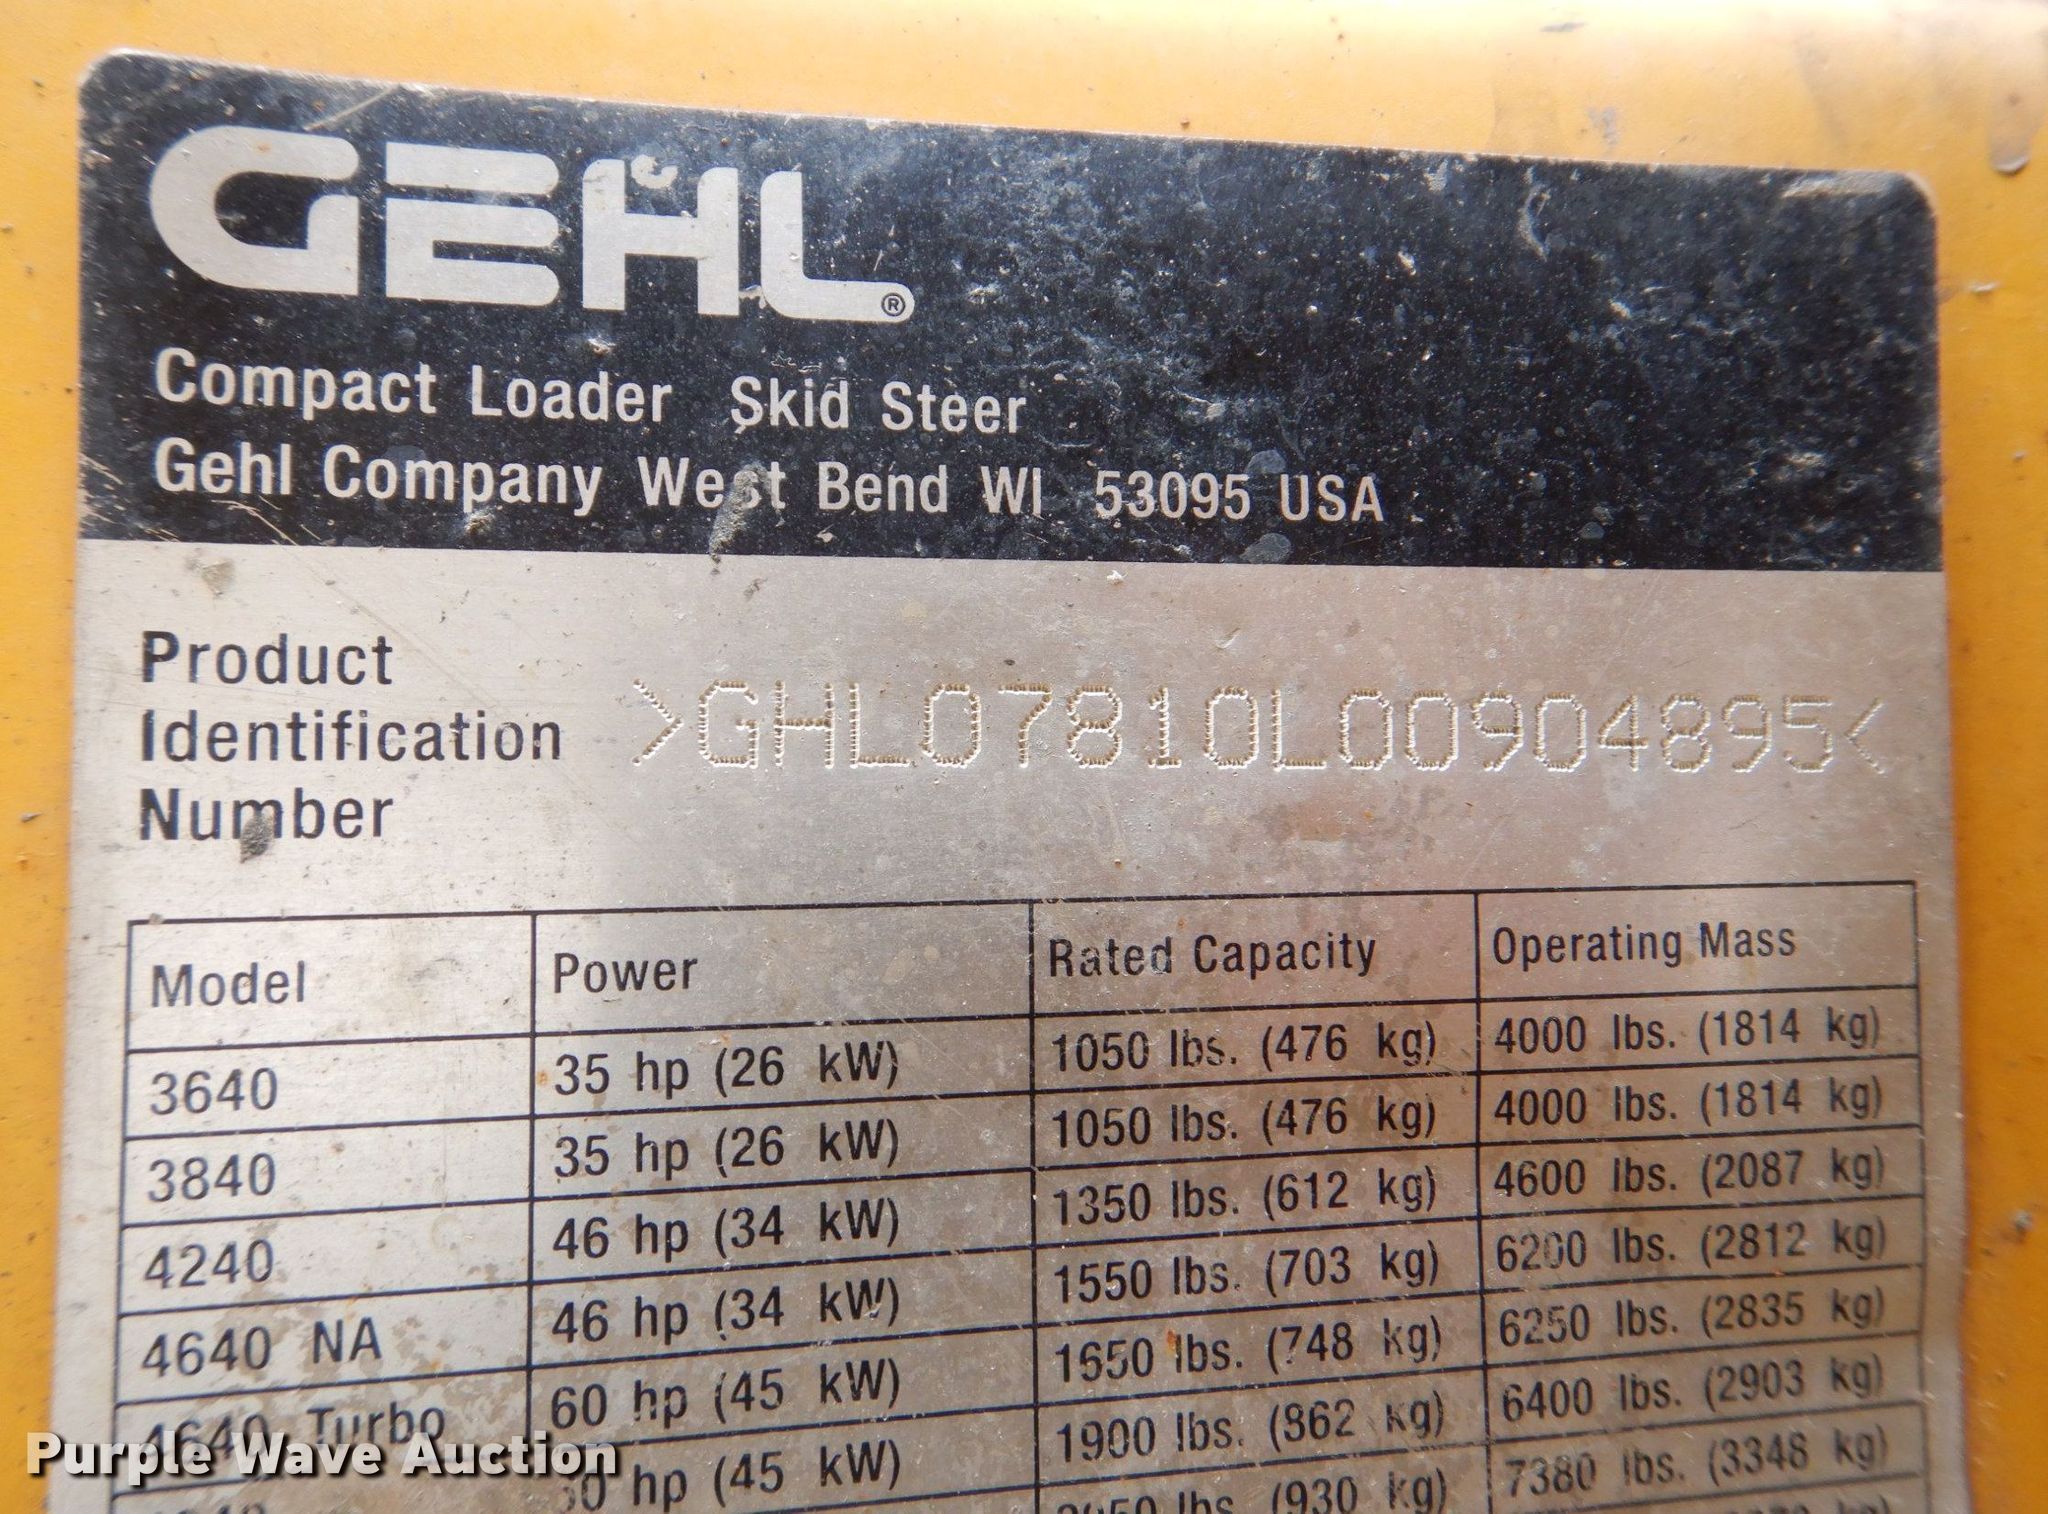 GEHL®
Compact Loader Skid Steer
Gehl Company West Bend WI 53095 USA
Product
Identification
Number
>GHL07810L00904895<
Model Power Rated Capacity Operating Mass
3640 35 hp (26 kW) 1050 lbs. (476 kg) 4000 lbs. (1814 kg)
3840 35 hp (26 kW) 1050 lbs. (476 kg) 4000 lbs. (1814 kg)
4240 46 hp (34 kW) 1350 lbs. (612 kg) 4600 lbs. (2087 kg)
4640 NA 46 hp (34 kW) 1550 lbs. (703 kg) 6200 lbs. (2812 kg)
4640 Turbo 60 hp (45 kW) 1650 lbs. (748 kg) 6250 lbs. (2835 kg)
hp (45 kW) 1900 lbs. (862 kg) 6400 lbs. (2903 kg)
lbs. (930 kg) 7380 lbs. (3348 kg)
Purple Wave Auction